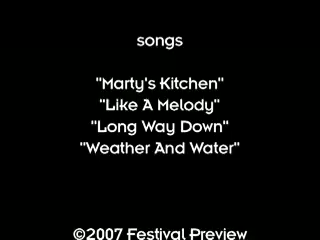 songs
"Marty's Kitchen"
"Like A Melody"
"Long Way Down"
"Weather And Water"
©2007 Festival Preview